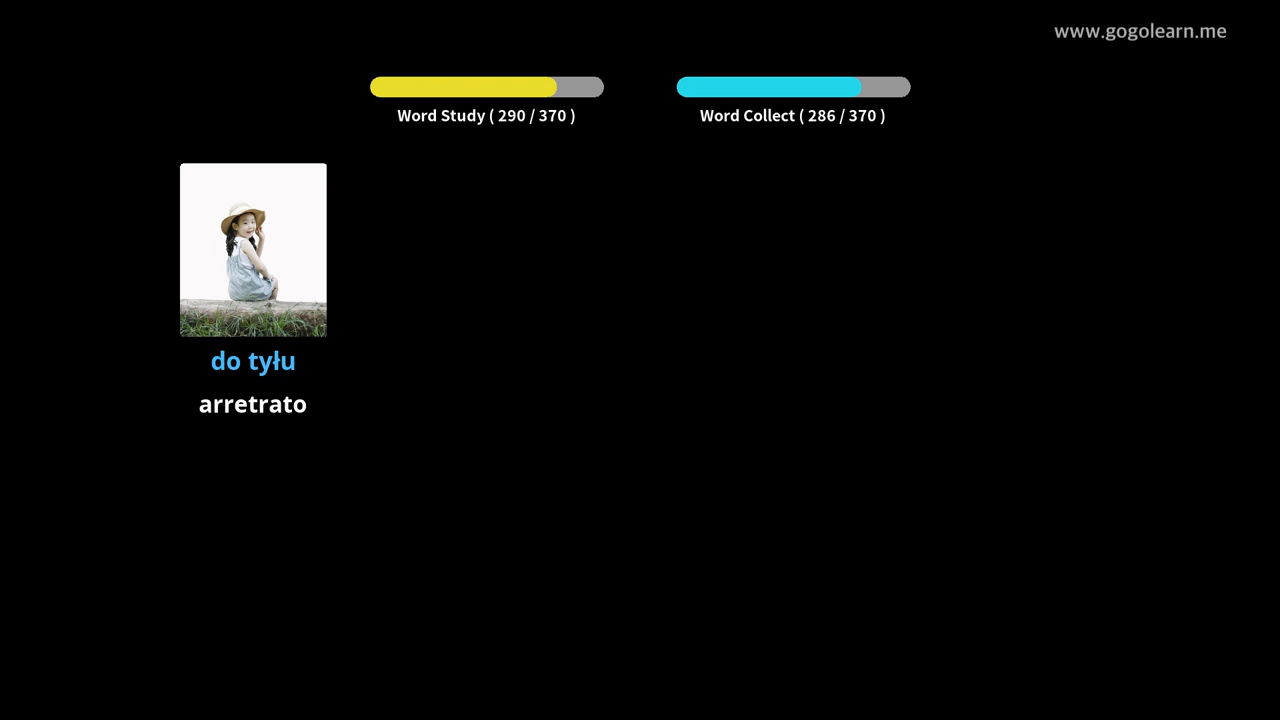 www.gogolearn.me
Word Study ( 290 / 370 )
Word Collect ( 286 / 370 )
do tyłu
arretrato